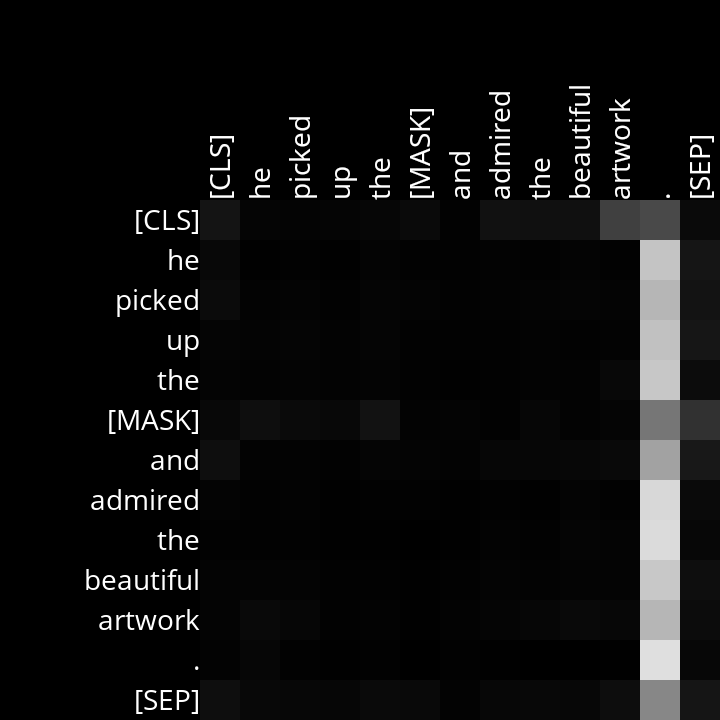 [CLS] he picked up the [MASK] and admired the beautiful artwork . [SEP]
[CLS]
he
picked
up
the
[MASK]
and
admired
the
beautiful
artwork
.
[SEP]